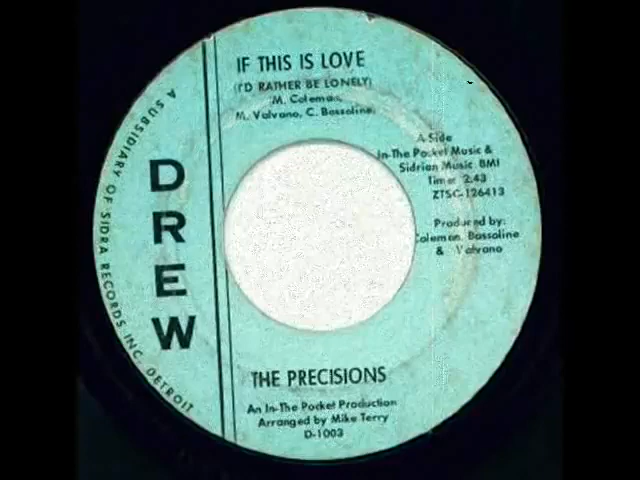 IF THIS IS LOVE
(I'D RATHER BE LONELY)
M. Coleman,
M. Valvano, C. Bassoline
A Side
In-The Pocket Music &
Sidrian Music BMI
Time: 2:43
ZTSC-126413
Produced by:
Coleman, Bassoline
& Valvano
DREW
A SUBSIDIARY OF SIDRA RECORDS INC. DETROIT
THE PRECISIONS
An In-The Pocket Production
Arranged by Mike Terry
D-1003